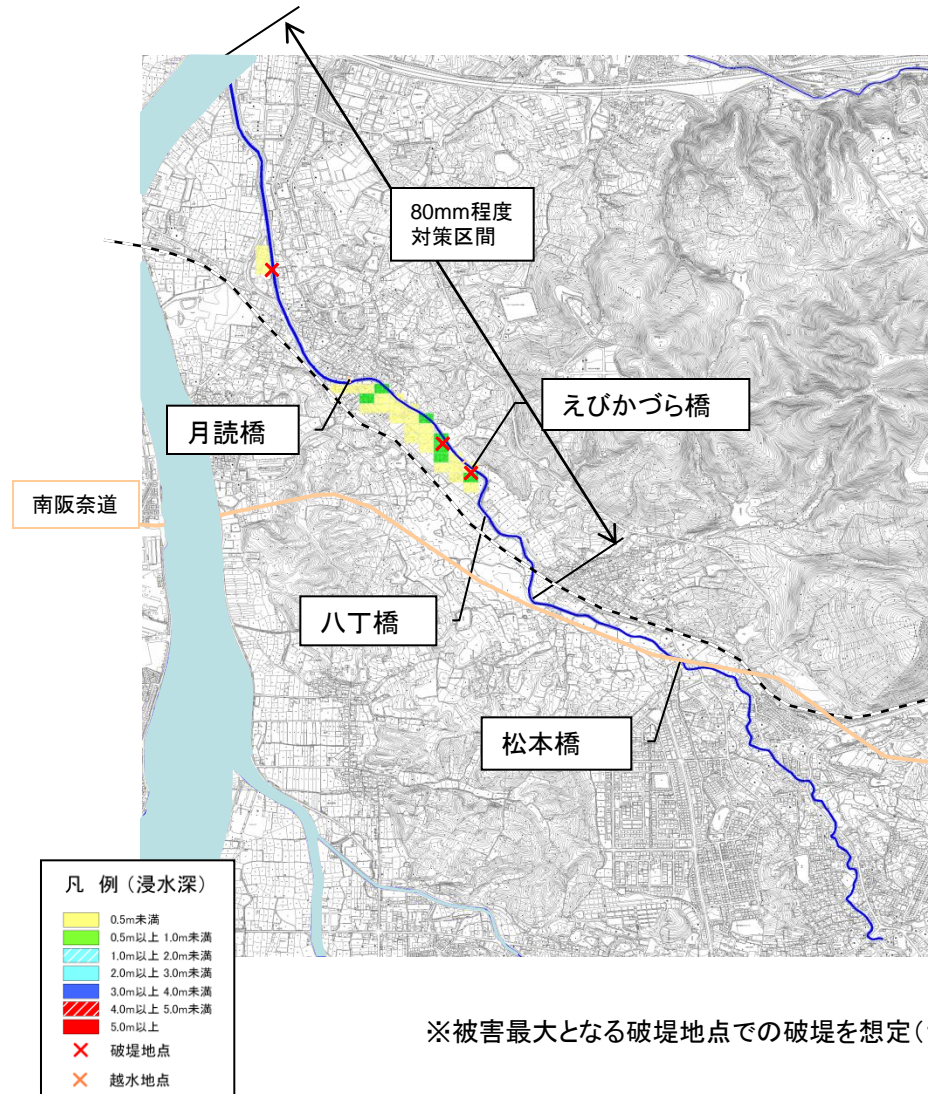 80mm程度
対策区間
えびかづら橋
月読橋
南阪奈道
八丁橋
松本橋
凡 例（浸水深）
0.5m未満
0.5m以上 1.0m未満
1.0m以上 2.0m未満
2.0m以上 3.0m未満
3.0m以上 4.0m未満
4.0m以上 5.0m未満
5.0m以上
破堤地点
越水地点
※被害最大となる破堤地点での破堤を想定（